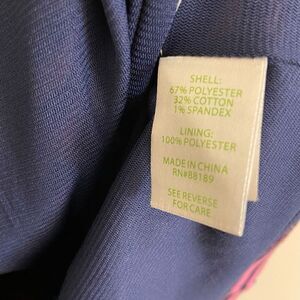 SHELL:
67% POLYESTER
32% COTTON
1% SPANDEX
LINING:
100% POLYESTER
MADE IN CHINA
RN#88189
SEE REVERSE
FOR CARE